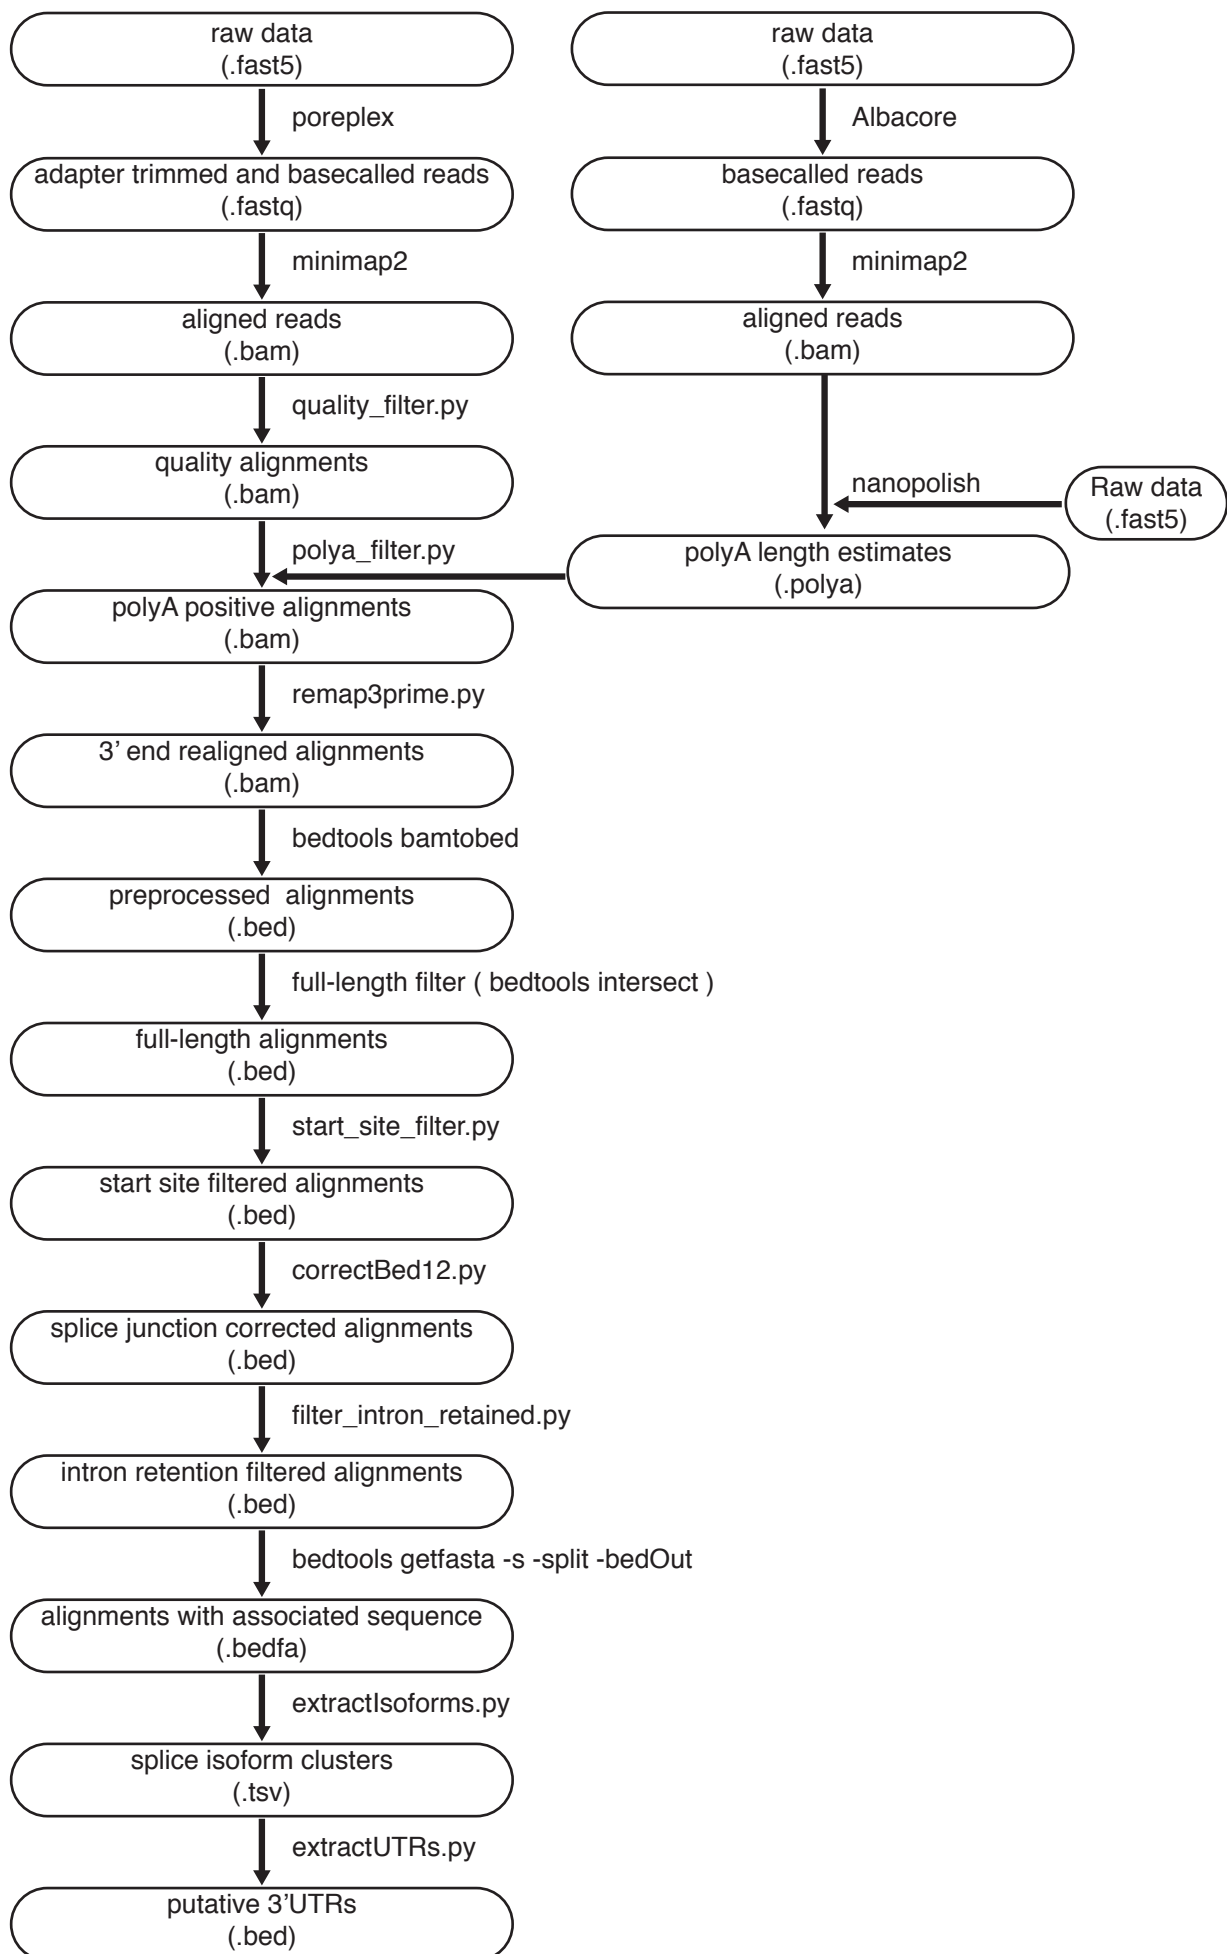 raw data
(.fast5)
poreplex
adapter trimmed and basecalled reads
(.fastq)
minimap2
aligned reads
(.bam)
quality_filter.py
quality alignments
(.bam)
polya_filter.py
polyA positive alignments
(.bam)
remap3prime.py
3’ end realigned alignments
(.bam)
bedtools bamtobed
preprocessed  alignments
(.bed)
full-length filter ( bedtools intersect )
full-length alignments
(.bed)
start_site_filter.py
start site filtered alignments
(.bed)
correctBed12.py
splice junction corrected alignments
(.bed)
filter_intron_retained.py
intron retention filtered alignments
(.bed)
bedtools getfasta -s -split -bedOut
alignments with associated sequence
(.bedfa)
extractIsoforms.py
splice isoform clusters
(.tsv)
extractUTRs.py
putative 3’UTRs
(.bed)
raw data
(.fast5)
Albacore
basecalled reads
(.fastq)
minimap2
aligned reads
(.bam)
nanopolish
Raw data
(.fast5)
polyA length estimates
(.polya)